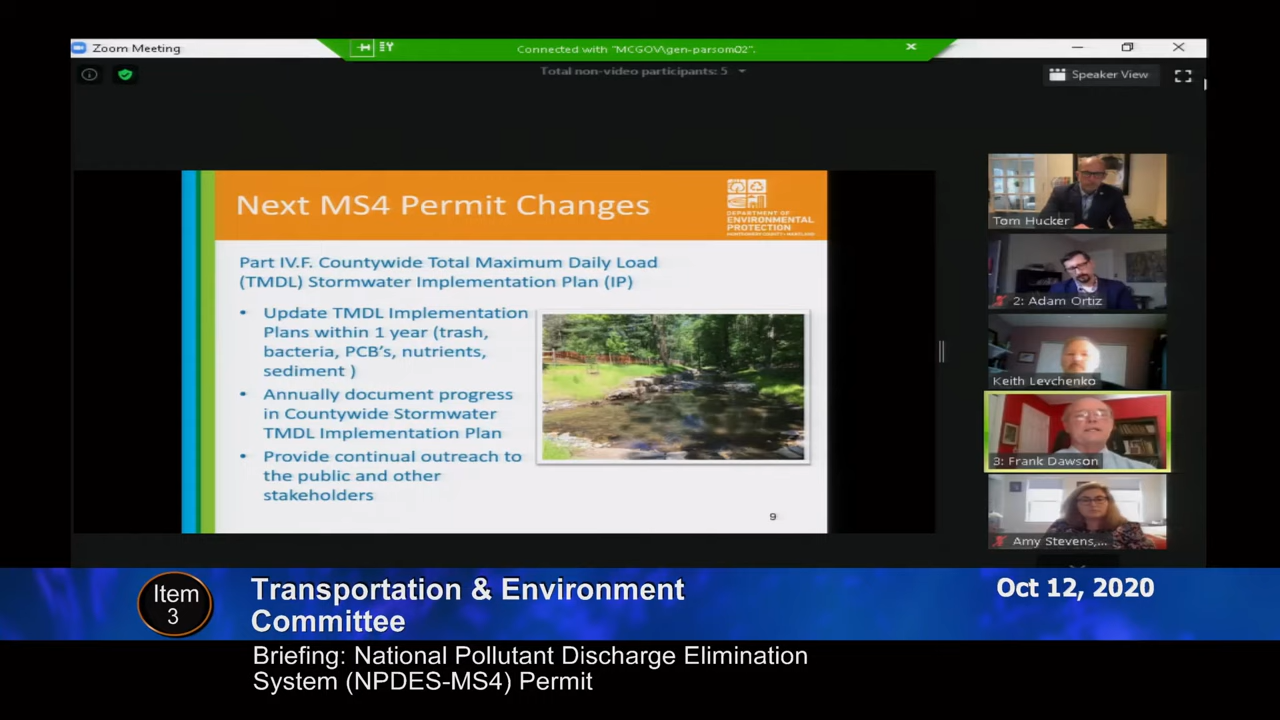 Zoom Meeting
Connected with "MCGOV\gen-parsom02".
Total non-video participants: 5
Speaker View
Next MS4 Permit Changes
DEPARTMENT OF
ENVIRONMENTAL
PROTECTION
MONTGOMERY COUNTY • MARYLAND
Part IV.F. Countywide Total Maximum Daily Load
(TMDL) Stormwater Implementation Plan (IP)
• Update TMDL Implementation
Plans within 1 year (trash,
bacteria, PCB's, nutrients,
sediment )
• Annually document progress
in Countywide Stormwater
TMDL Implementation Plan
• Provide continual outreach to
the public and other
stakeholders
9
Tom Hucker
2: Adam Ortiz
Keith Levchenko
3: Frank Dawson
Amy Stevens,...
Item
3
Transportation & Environment
Committee
Oct 12, 2020
Briefing: National Pollutant Discharge Elimination
System (NPDES-MS4) Permit